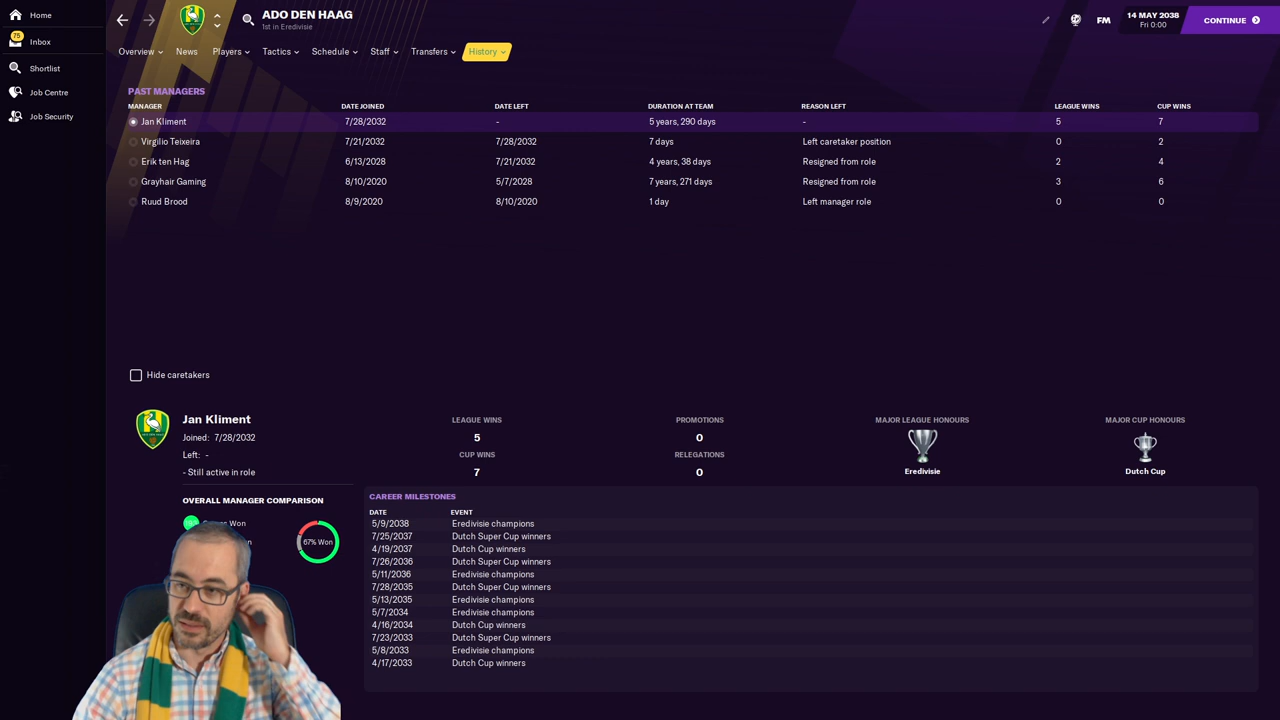 Home
75
Inbox
Shortlist
Job Centre
Job Security
ADO DEN HAAG
1st in Eredivisie
FM
14 MAY 2038
Fri 0:00
CONTINUE
Overview News Players Tactics Schedule Staff Transfers History
PAST MANAGERS
MANAGER DATE JOINED DATE LEFT DURATION AT TEAM REASON LEFT LEAGUE WINS CUP WINS
Jan Kliment 7/28/2032 - 5 years, 290 days - 5 7
Virgilio Teixeira 7/21/2032 7/28/2032 7 days Left caretaker position 0 2
Erik ten Hag 6/13/2028 7/21/2032 4 years, 38 days Resigned from role 2 4
Grayhair Gaming 8/10/2020 5/7/2028 7 years, 271 days Resigned from role 3 6
Ruud Brood 8/9/2020 8/10/2020 1 day Left manager role 0 0
Hide caretakers
Jan Kliment
Joined: 7/28/2032
Left: -
- Still active in role
LEAGUE WINS
5
CUP WINS
7
PROMOTIONS
0
RELEGATIONS
0
MAJOR LEAGUE HONOURS
Eredivisie
MAJOR CUP HONOURS
Dutch Cup
OVERALL MANAGER COMPARISON
Won
67% Won
CAREER MILESTONES
DATE EVENT
5/9/2038 Eredivisie champions
7/25/2037 Dutch Super Cup winners
4/19/2037 Dutch Cup winners
7/26/2036 Dutch Super Cup winners
5/11/2036 Eredivisie champions
7/28/2035 Dutch Super Cup winners
5/13/2035 Eredivisie champions
5/7/2034 Eredivisie champions
4/16/2034 Dutch Cup winners
7/23/2033 Dutch Super Cup winners
5/8/2033 Eredivisie champions
4/17/2033 Dutch Cup winners